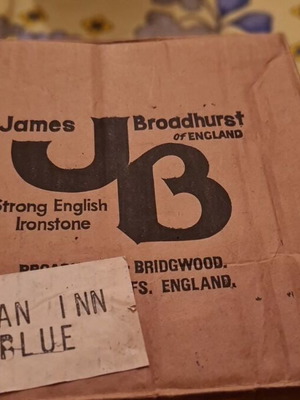 James Broadhurst
OF ENGLAND
JB
Strong English
Ironstone
BRIDGWOOD.
FS. ENGLAND.
AN INN
BLUE